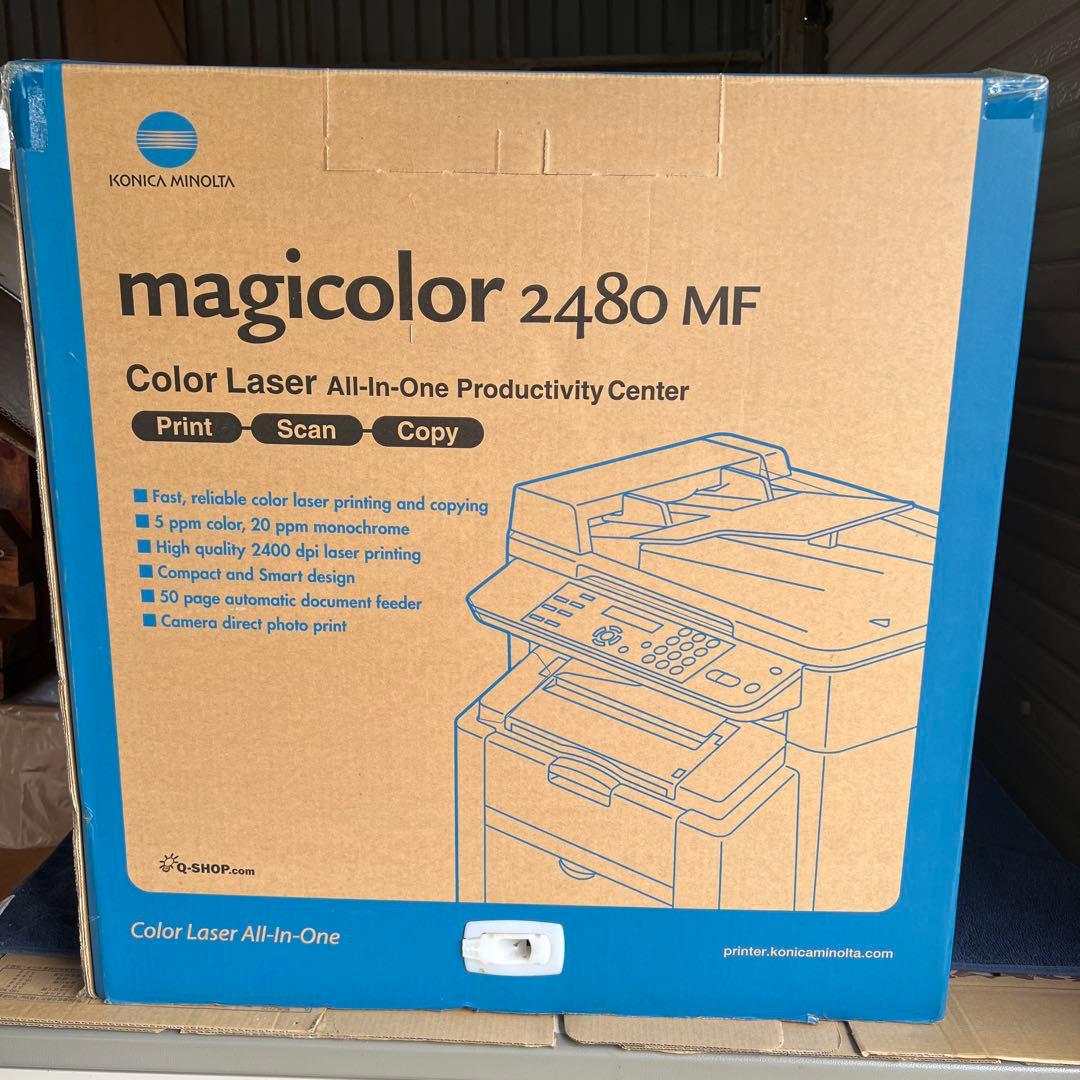 KONICA MINOLTA
magicolor 2480 MF
Color Laser All-In-One Productivity Center
Print Scan Copy
Fast, reliable color laser printing and copying
5 ppm color, 20 ppm monochrome
High quality 2400 dpi laser printing
Compact and Smart design
50 page automatic document feeder
Camera direct photo print
Q-SHOP.com
Color Laser All-In-One
printer.konicaminolta.com